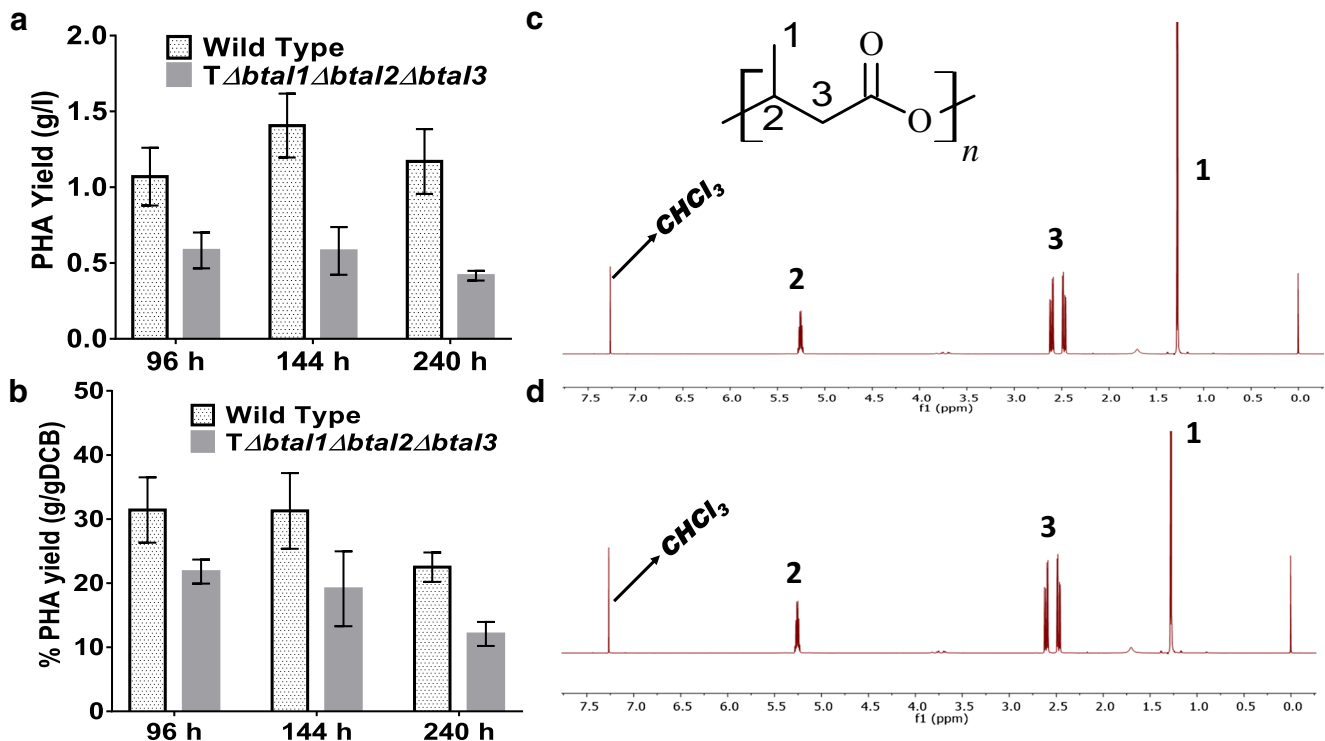 a
2.0
1.5
1.0
0.5
0.0
PHA Yield (g/l)
Wild Type
TΔbtaI1ΔbtaI2ΔbtaI3
96 h 144 h 240 h
b
50
40
30
20
10
0
% PHA yield (g/gDCB)
Wild Type
TΔbtaI1ΔbtaI2ΔbtaI3
96 h 144 h 240 h
c
1
O
3
2
O
n
CHCl3
2
3
1
7.5 7.0 6.5 6.0 5.5 5.0 4.5 4.0 3.5 3.0 2.5 2.0 1.5 1.0 0.5 0.0
f1 (ppm)
d
CHCl3
2
3
1
7.5 7.0 6.5 6.0 5.5 5.0 4.5 4.0 3.5 3.0 2.5 2.0 1.5 1.0 0.5 0.0
f1 (ppm)